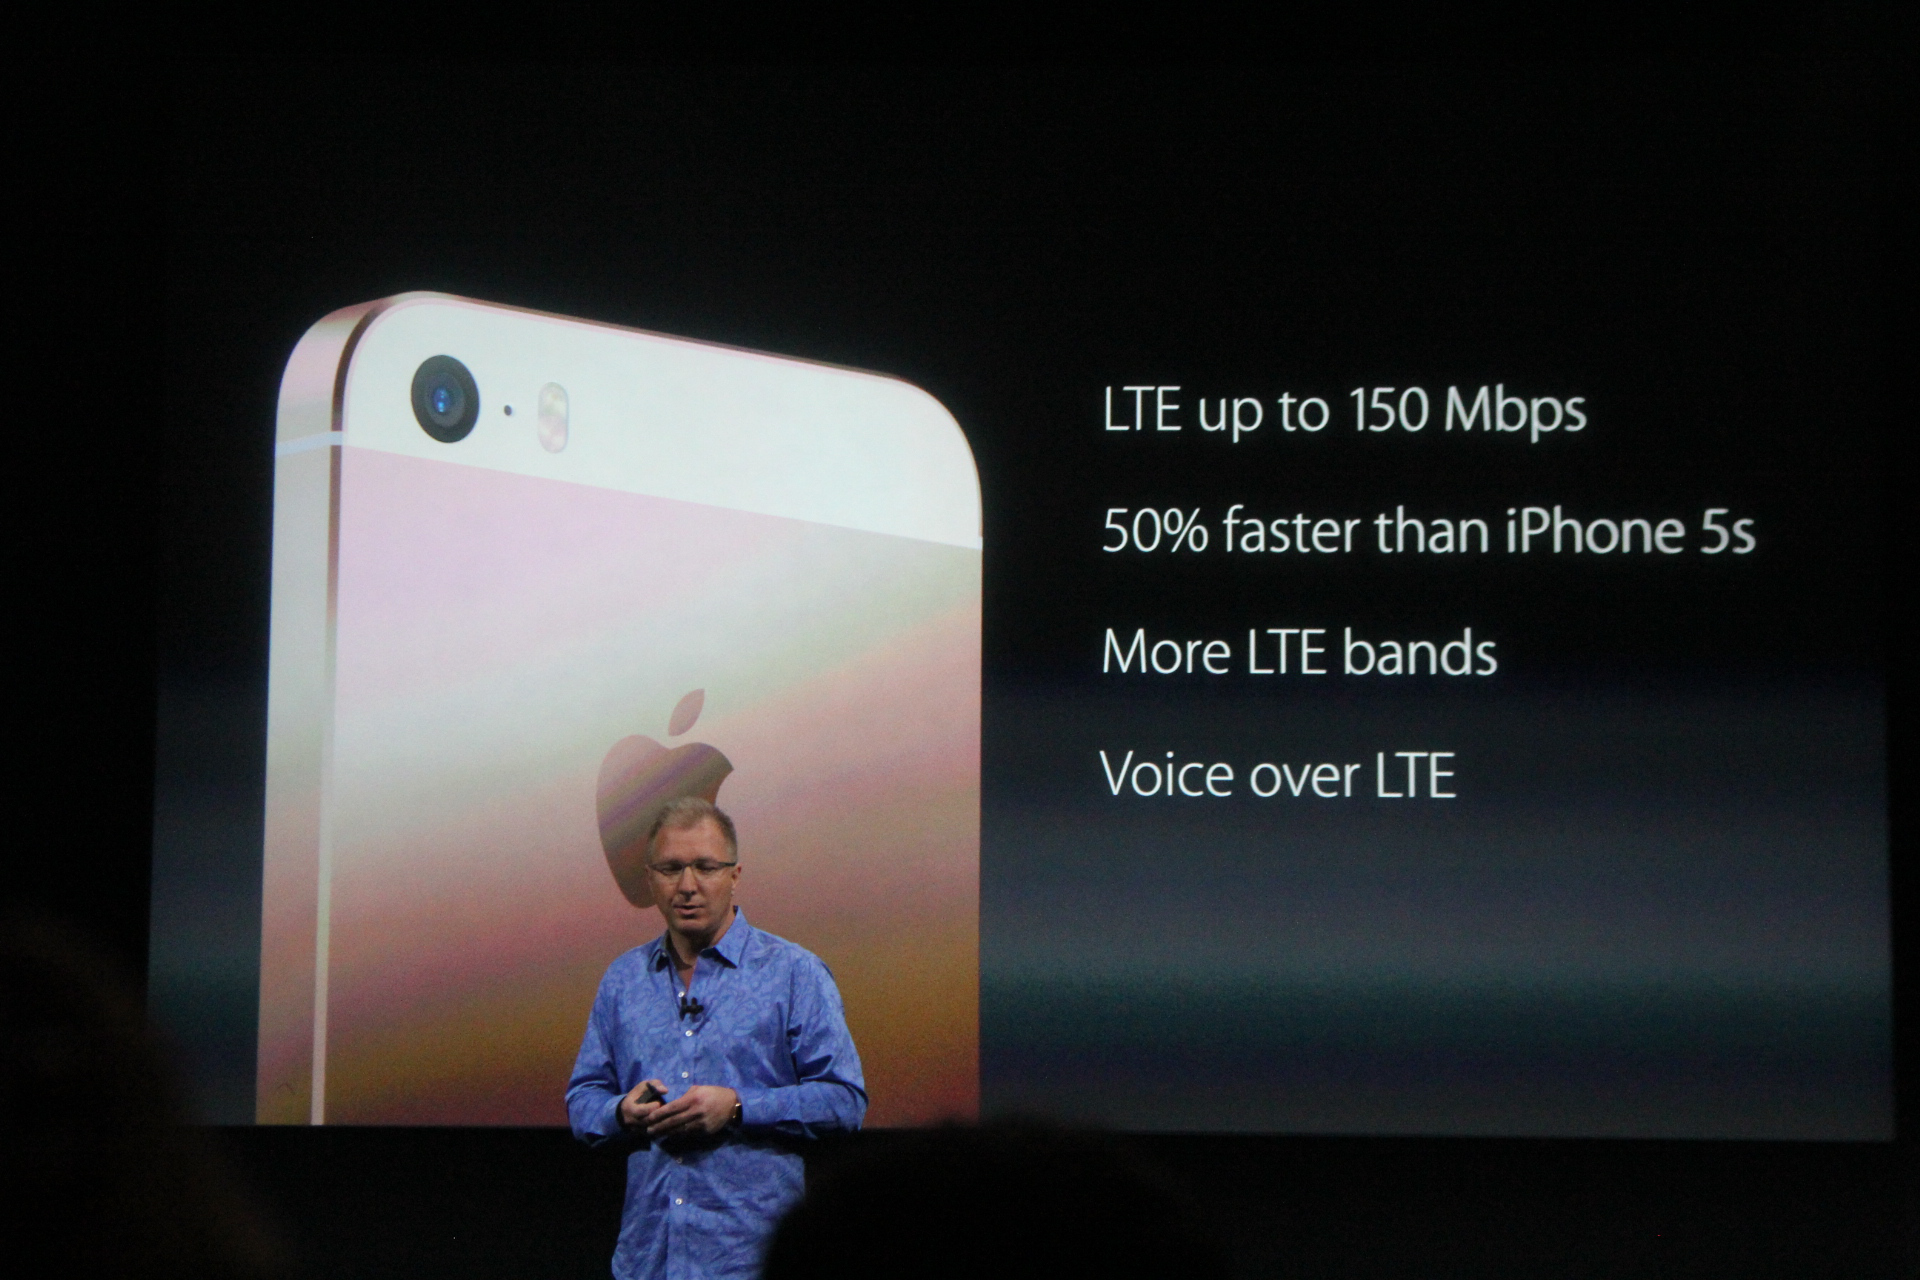 LTE up to 150 Mbps
50% faster than iPhone 5s
More LTE bands
Voice over LTE